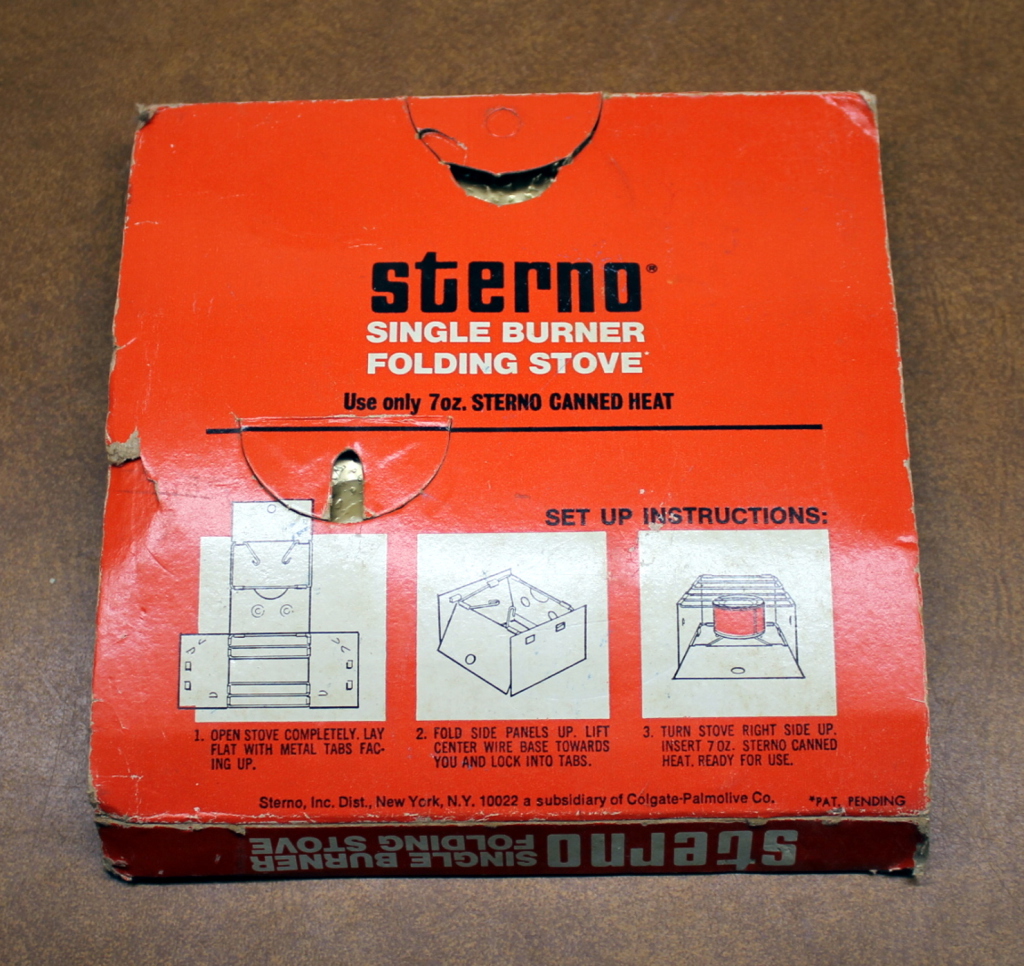 sterno®
SINGLE BURNER
FOLDING STOVE*
Use only 7oz. STERNO CANNED HEAT
SET UP INSTRUCTIONS:
1. OPEN STOVE COMPLETELY. LAY
FLAT WITH METAL TABS FAC-
ING UP.
2. FOLD SIDE PANELS UP. LIFT
CENTER WIRE BASE TOWARDS
YOU AND LOCK INTO TABS.
3. TURN STOVE RIGHT SIDE UP.
INSERT 7 OZ. STERNO CANNED
HEAT. READY FOR USE.
Sterno, Inc. Dist., New York, N.Y. 10022 a subsidiary of Colgate-Palmolive Co.
*PAT. PENDING
sterno SINGLE BURNER
FOLDING STOVE